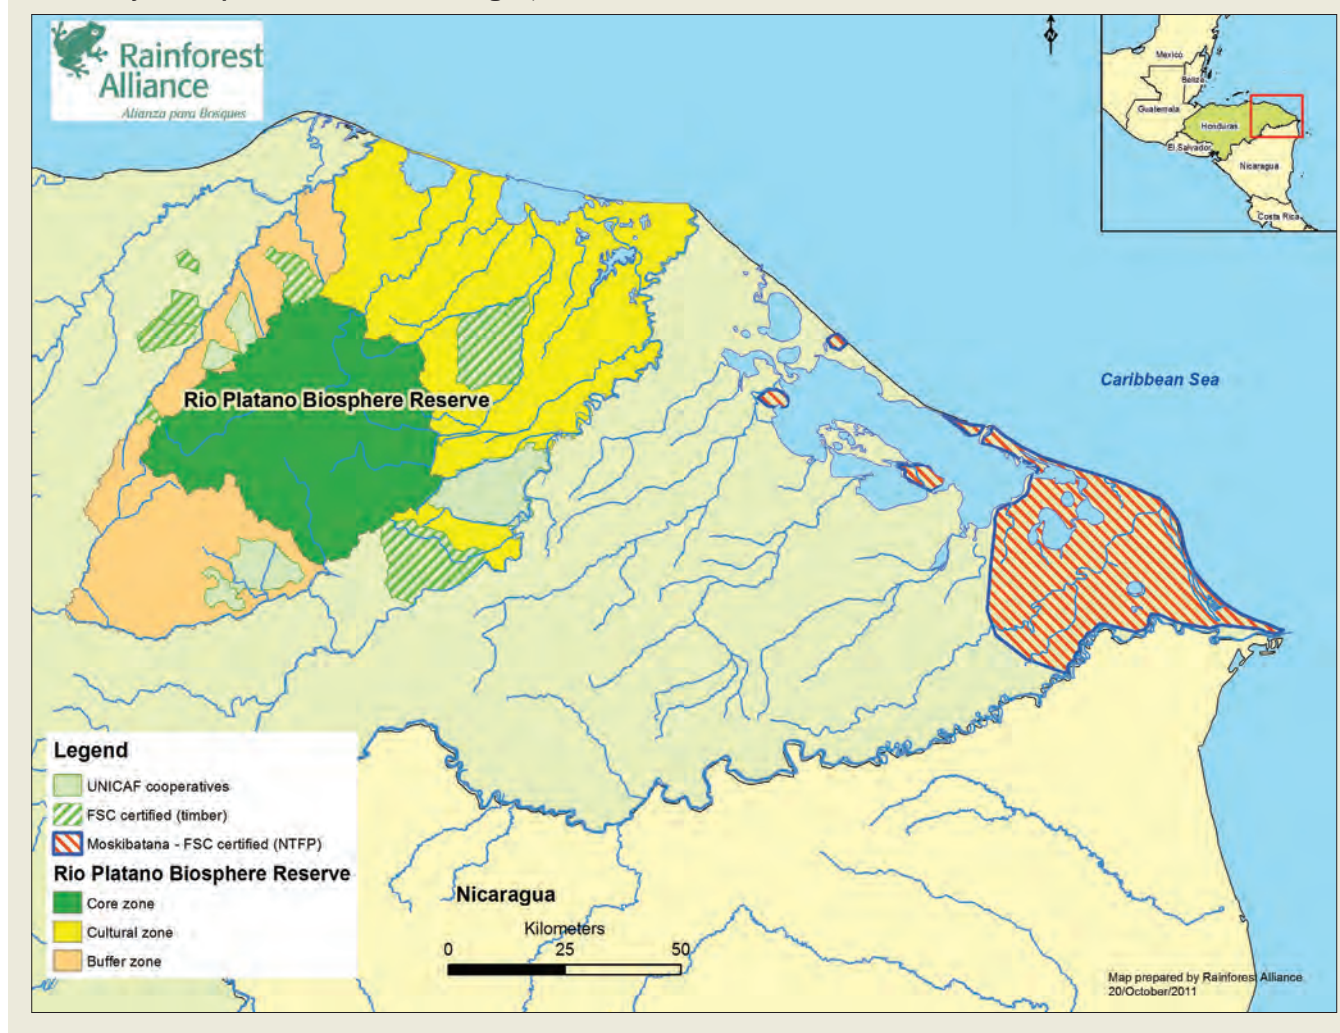 Rainforest
Alliance
Alianza para Bosques
N
Mexico
Belize
Guatemala
Honduras
El Salvador
Nicaragua
Costa Rica
Caribbean Sea
Rio Platano Biosphere Reserve
Legend
UNICAF cooperatives
FSC certified (timber)
Moskibatana - FSC certified (NTFP)
Rio Platano Biosphere Reserve
Core zone
Cultural zone
Buffer zone
Nicaragua
Kilometers
0 25 50
Map prepared by Rainforest Alliance
20/October/2011